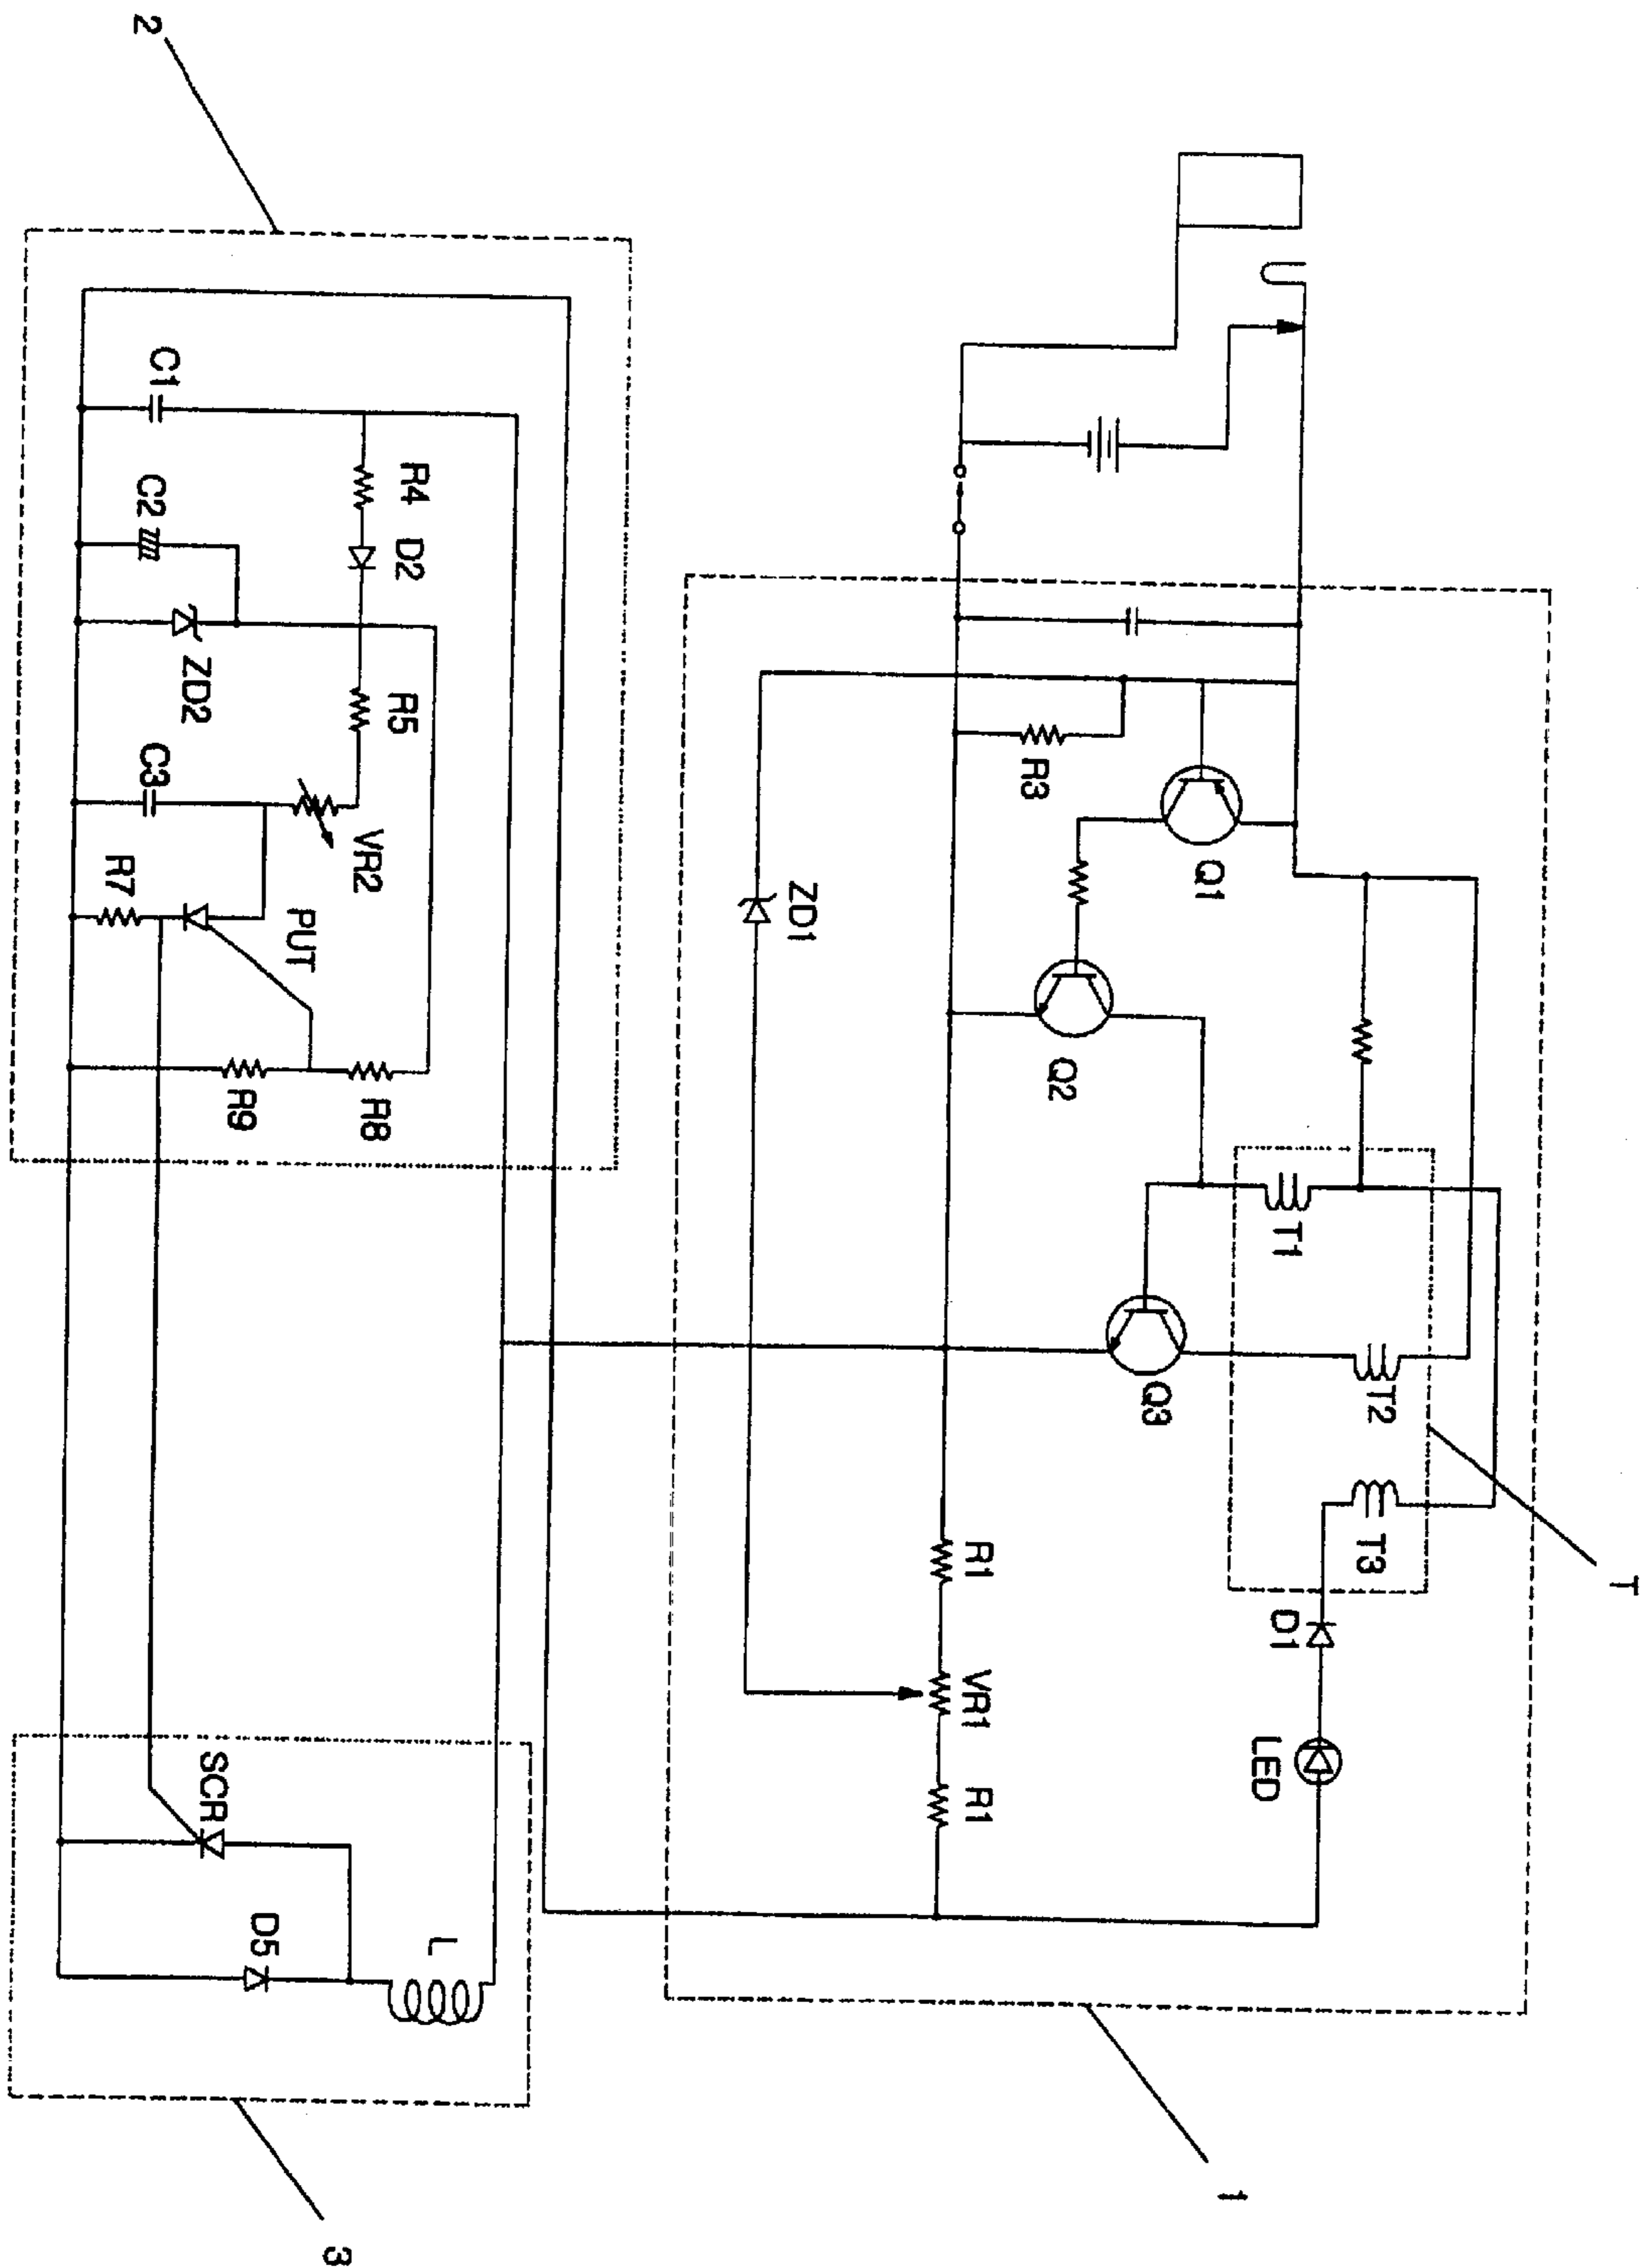 2
1
3
T
C1
R4
D2
C2
ZD2
R5
C3
VR2
R7
PUT
R9
R8
R3
Q1
ZD1
Q2
T1
T2
T3
Q3
R1
VR1
R1
D1
LED
SCR
D5
L